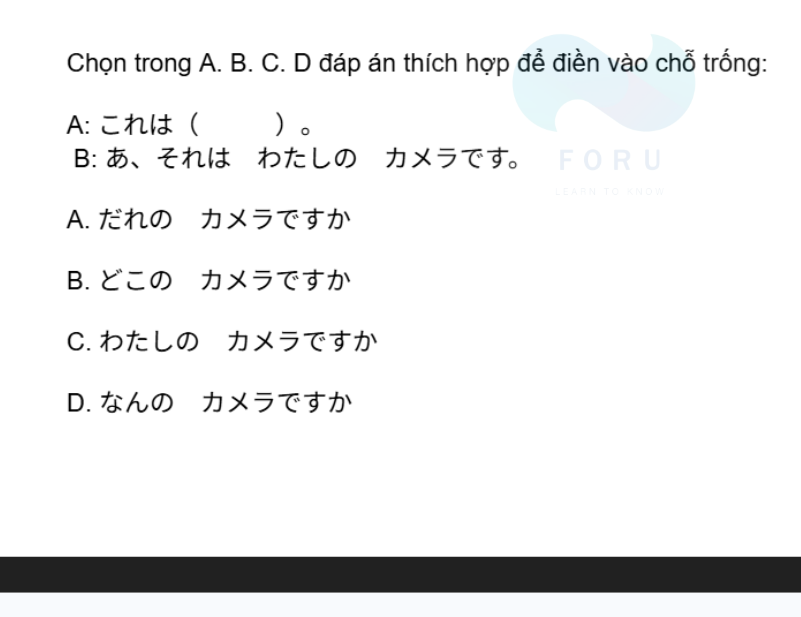 Chọn trong A. B. C. D đáp án thích hợp để điền vào chỗ trống:
A: これは（　　　）。
B: あ、それは　わたしの　カメラです。
FORU
LEARN TO KNOW
A. だれの　カメラですか
B. どこの　カメラですか
C. わたしの　カメラですか
D. なんの　カメラですか